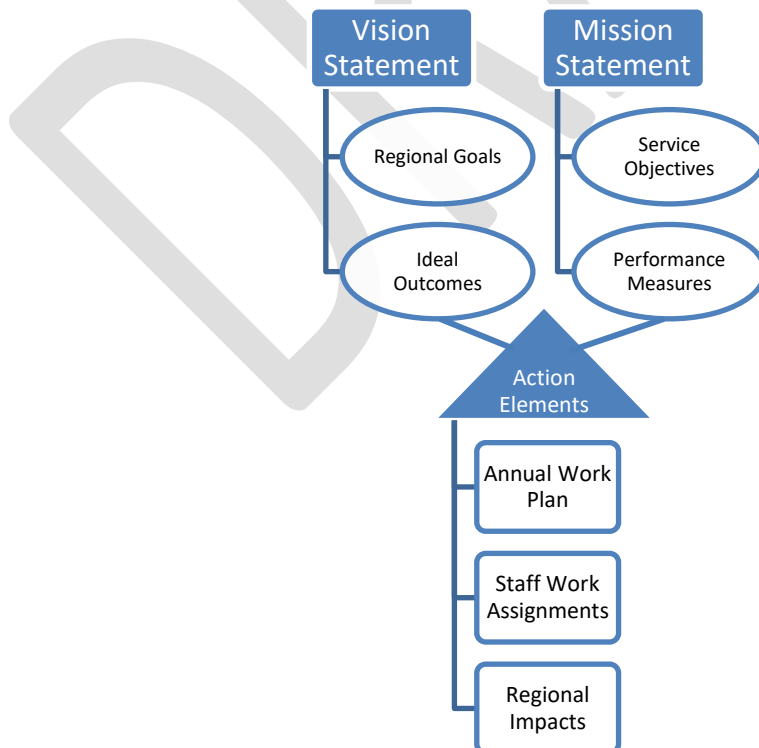 Vision
Statement
Mission
Statement
Regional Goals
Service
Objectives
Ideal
Outcomes
Performance
Measures
Action
Elements
Annual Work
Plan
Staff Work
Assignments
Regional
Impacts